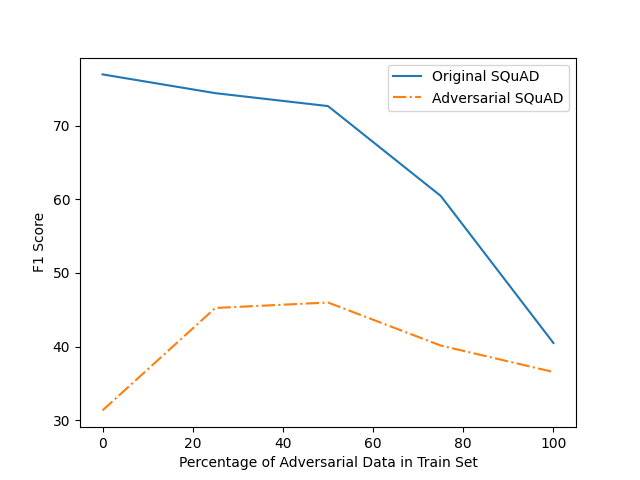 Original SQuAD
Adversarial SQuAD
F1 Score
70
60
50
40
30
0 20 40 60 80 100
Percentage of Adversarial Data in Train Set